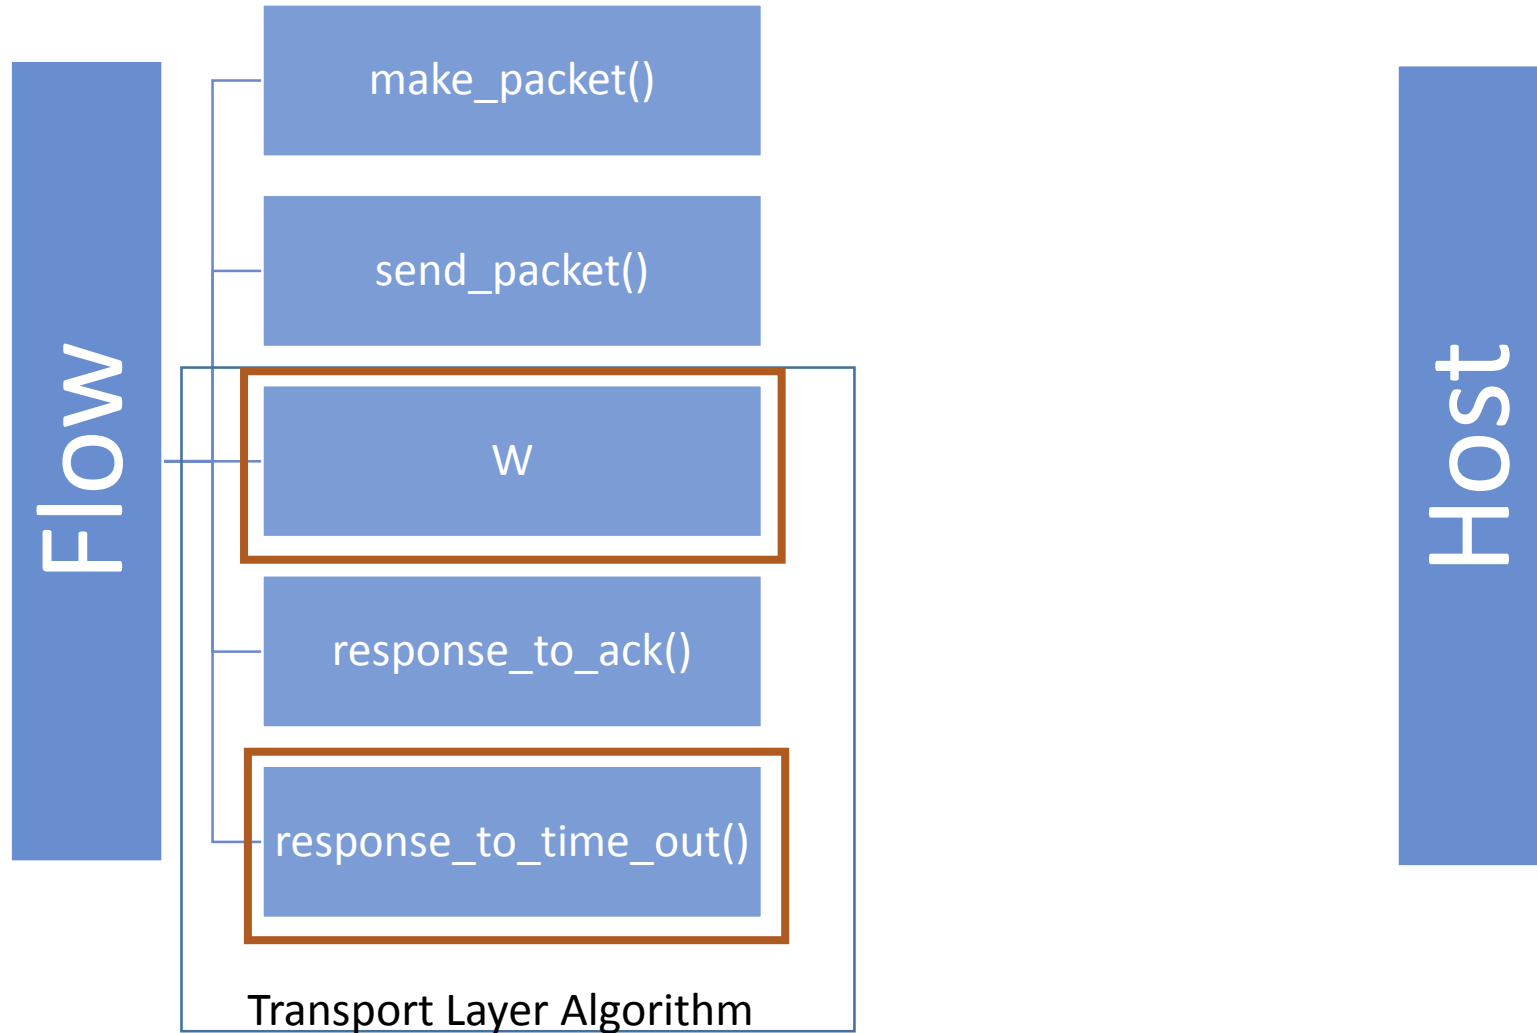 Flow
make_packet()
send_packet()
W
response_to_ack()
response_to_time_out()
Transport Layer Algorithm
Host